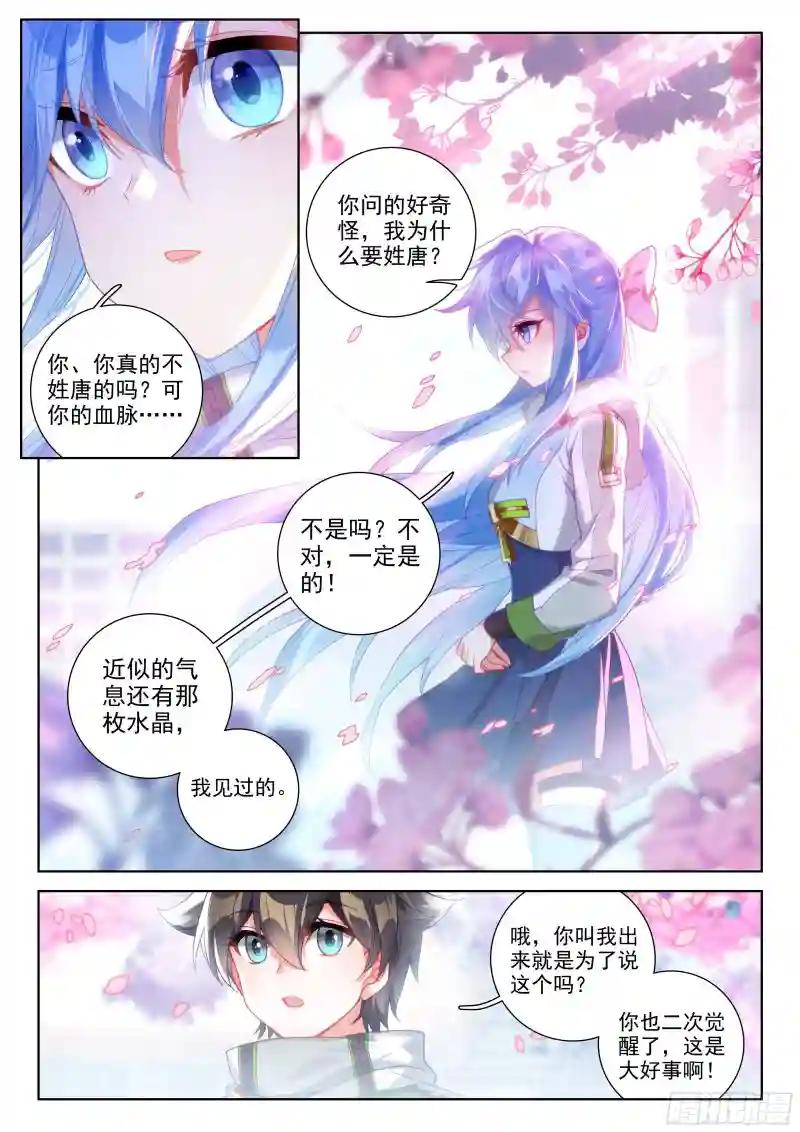 你、你真的不
姓唐的吗？可
你的血脉……
你问的好奇
怪，我为什
么要姓唐？
不是吗？不
对，一定是
的！
近似的气
息还有那
枚水晶，
我见过的。
哦，你叫我出
来就是为了说
这个吗？
你也二次觉
醒了，这是
大好事啊！